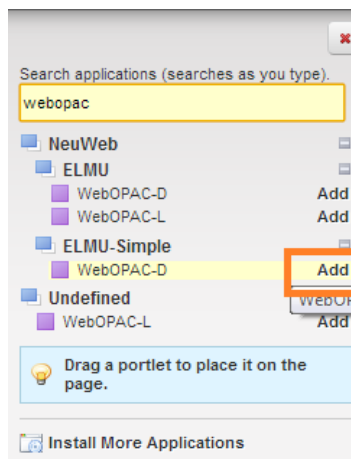 Search applications (searches as you type).
webopac
NeuWeb
ELMU
WebOPAC-D Add
WebOPAC-L Add
ELMU-Simple
WebOPAC-D Add
Undefined WebOP
WebOPAC-L Add
Drag a portlet to place it on the
page.
Install More Applications